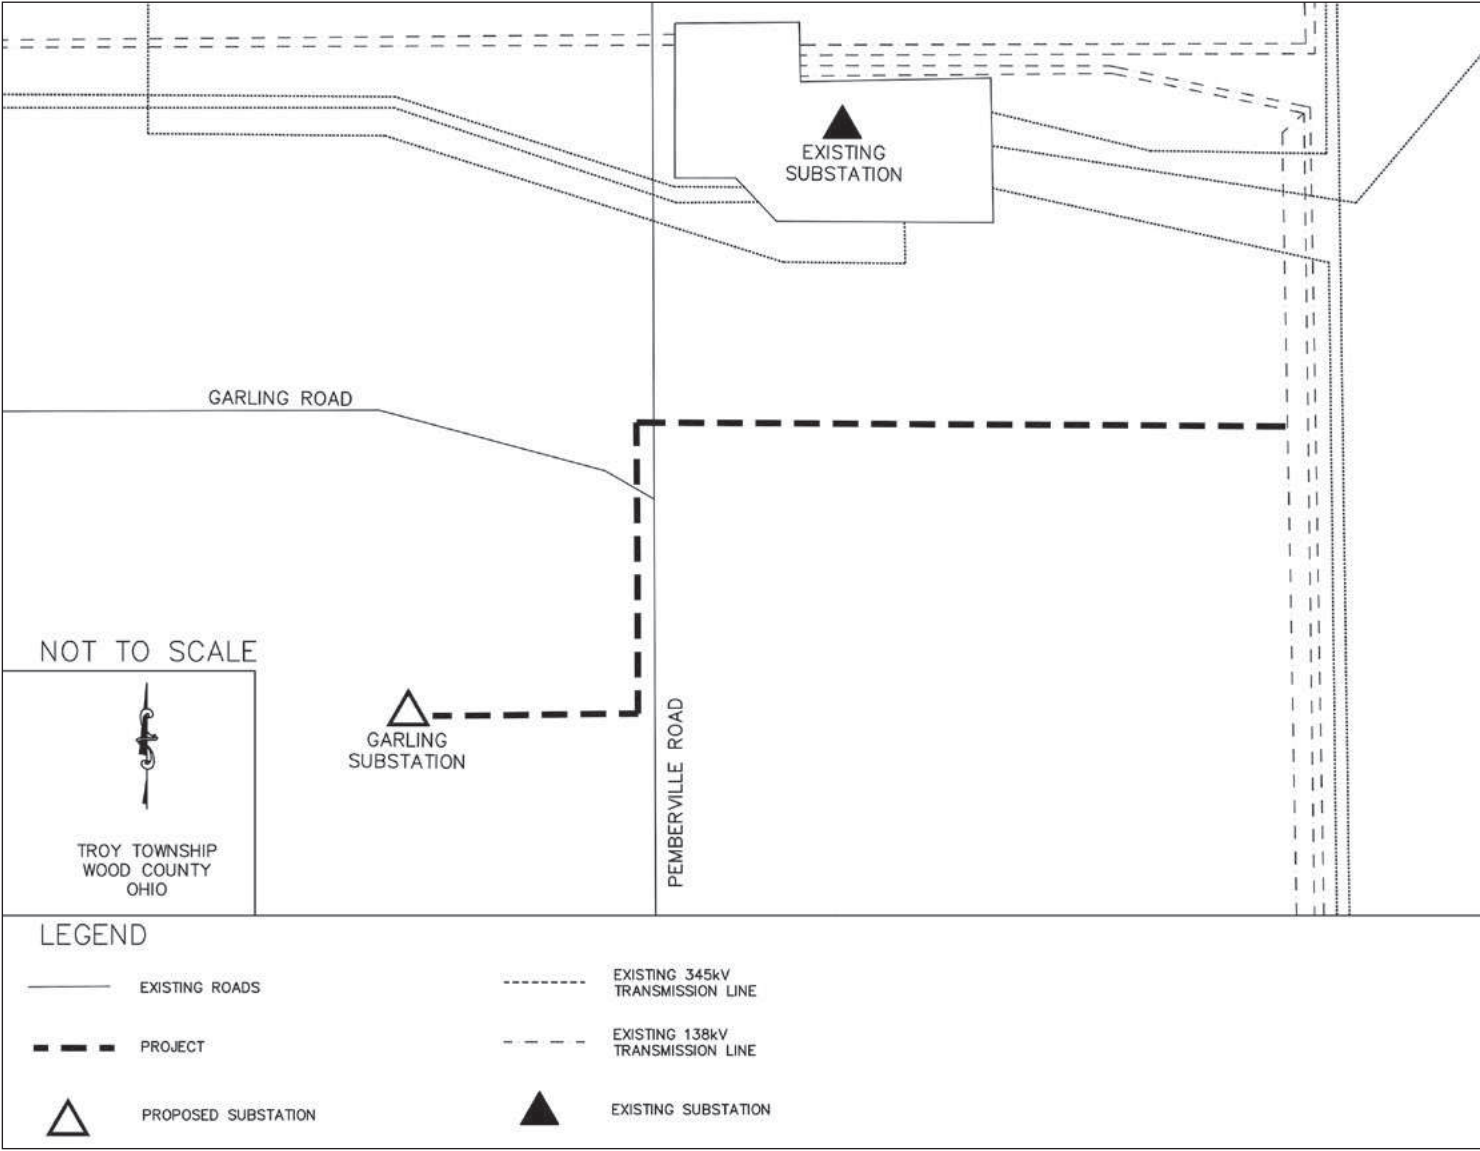 EXISTING
SUBSTATION
GARLING ROAD
NOT TO SCALE
GARLING
SUBSTATION
PEMBERVILLE ROAD
TROY TOWNSHIP
WOOD COUNTY
OHIO
LEGEND
EXISTING ROADS
EXISTING 345kV
TRANSMISSION LINE
PROJECT
EXISTING 138kV
TRANSMISSION LINE
PROPOSED SUBSTATION
EXISTING SUBSTATION